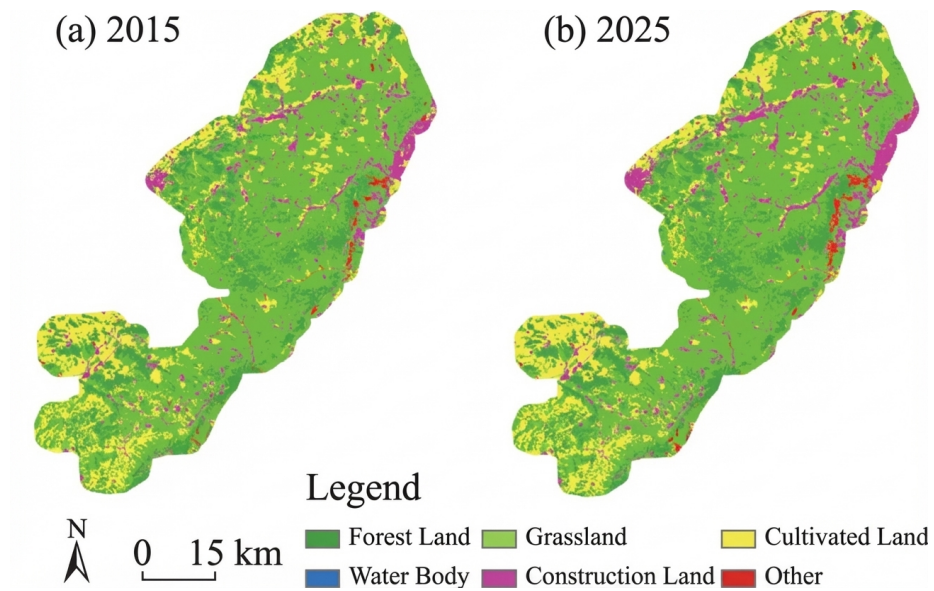 (a) 2015
(b) 2025
Legend
N
0 15 km
Forest Land
Grassland
Cultivated Land
Water Body
Construction Land
Other